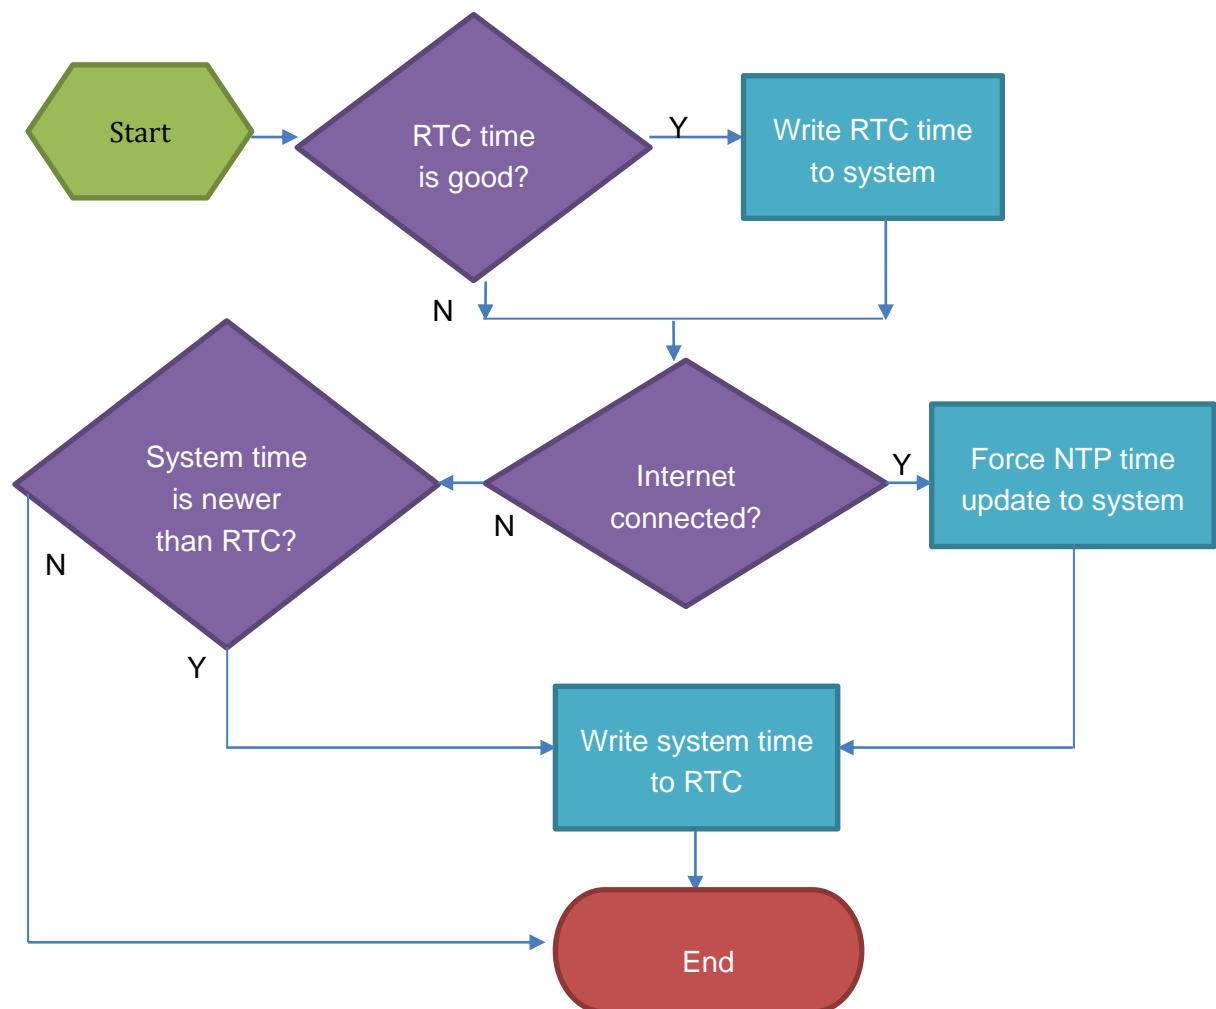 Start
RTC time
is good?
Y
Write RTC time
to system
N
System time
is newer
than RTC?
N
Y
Internet
connected?
N
Y
Force NTP time
update to system
Write system time
to RTC
End